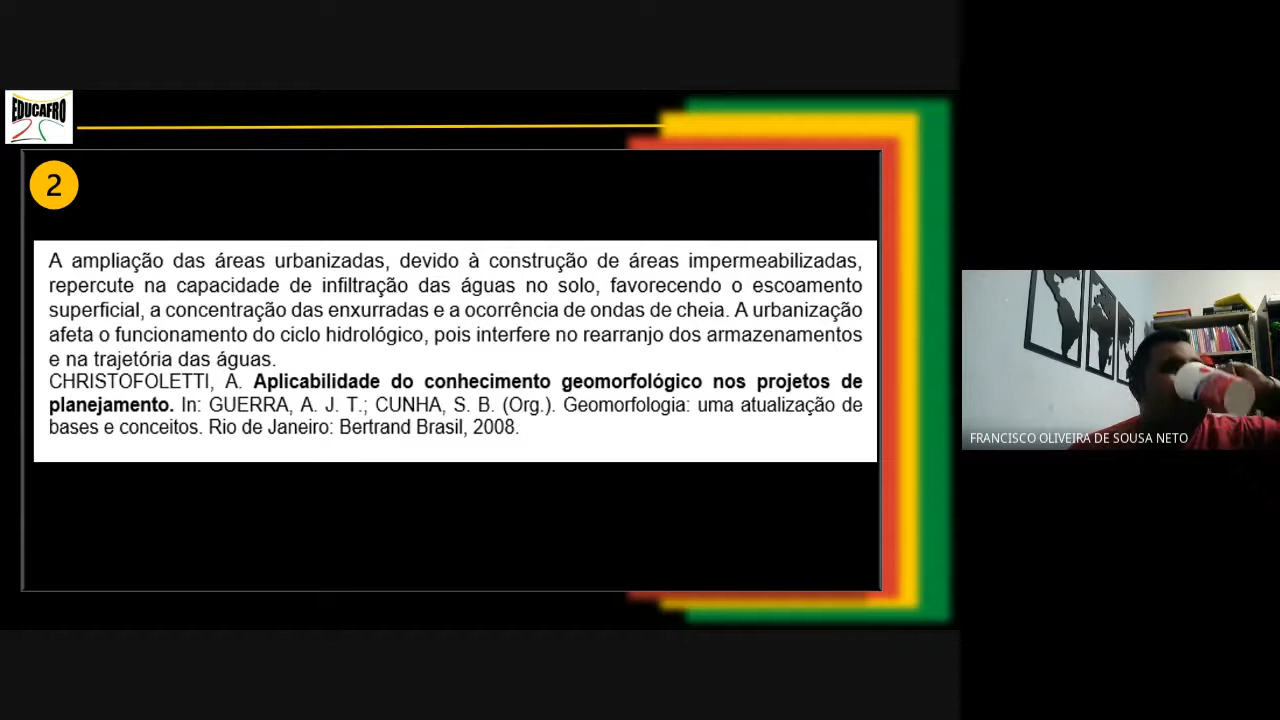 EDUCAFRO
2
A ampliação das áreas urbanizadas, devido à construção de áreas impermeabilizadas,
repercute na capacidade de infiltração das águas no solo, favorecendo o escoamento
superficial, a concentração das enxurradas e a ocorrência de ondas de cheia. A urbanização
afeta o funcionamento do ciclo hidrológico, pois interfere no rearranjo dos armazenamentos
e na trajetória das águas.
CHRISTOFOLETTI, A. Aplicabilidade do conhecimento geomorfológico nos projetos de
planejamento. In: GUERRA, A. J. T.; CUNHA, S. B. (Org.). Geomorfologia: uma atualização de
bases e conceitos. Rio de Janeiro: Bertrand Brasil, 2008.
FRANCISCO OLIVEIRA DE SOUSA NETO